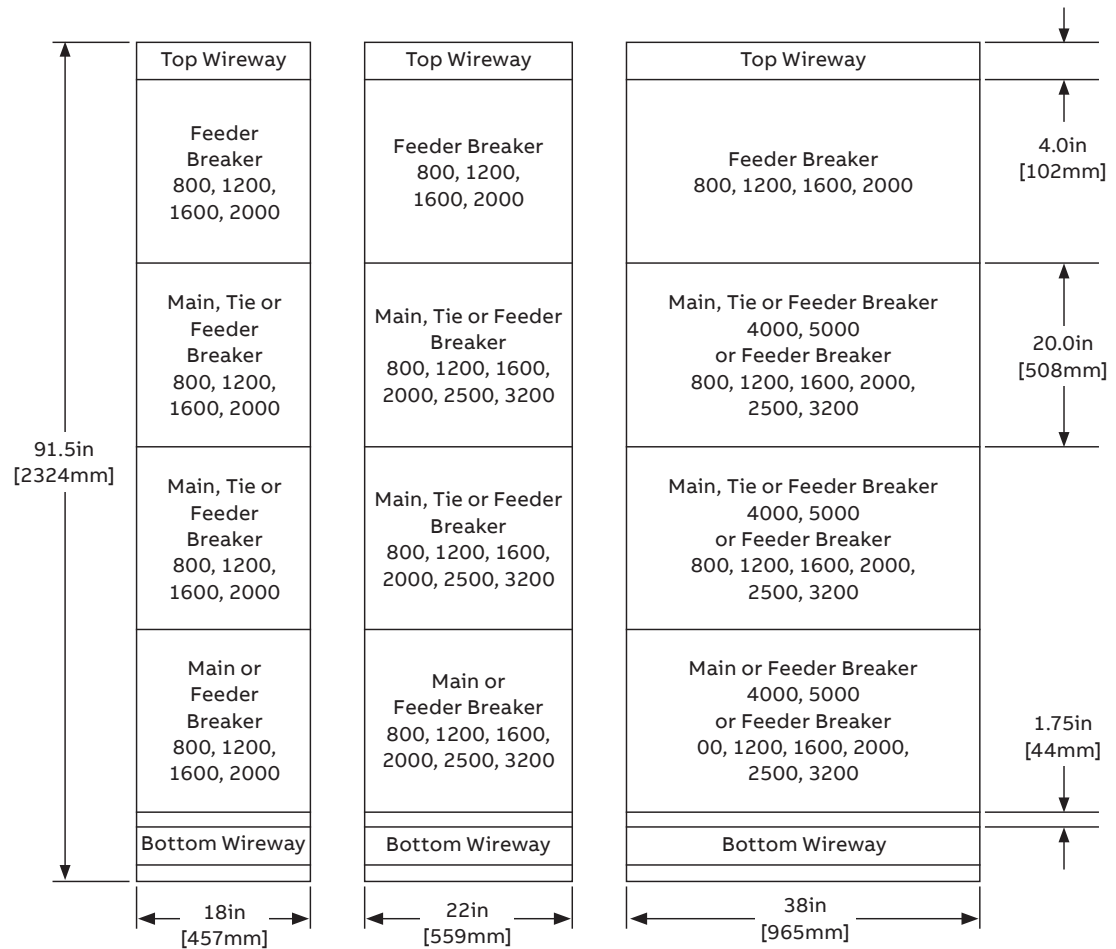 Top Wireway
Feeder
Breaker
800, 1200,
1600, 2000
Main, Tie or
Feeder
Breaker
800, 1200,
1600, 2000
Main, Tie or
Feeder
Breaker
800, 1200,
1600, 2000
Main or
Feeder
Breaker
800, 1200,
1600, 2000
Bottom Wireway
Top Wireway
Feeder Breaker
800, 1200,
1600, 2000
Main, Tie or Feeder
Breaker
800, 1200, 1600,
2000, 2500, 3200
Main, Tie or Feeder
Breaker
800, 1200, 1600,
2000, 2500, 3200
Main or
Feeder Breaker
800, 1200, 1600,
2000, 2500, 3200
Bottom Wireway
Top Wireway
Feeder Breaker
800, 1200, 1600, 2000
Main, Tie or Feeder Breaker
4000, 5000
or Feeder Breaker
800, 1200, 1600, 2000,
2500, 3200
Main, Tie or Feeder Breaker
4000, 5000
or Feeder Breaker
800, 1200, 1600, 2000,
2500, 3200
Main or Feeder Breaker
4000, 5000
or Feeder Breaker
00, 1200, 1600, 2000,
2500, 3200
Bottom Wireway
91.5in
[2324mm]
4.0in
[102mm]
20.0in
[508mm]
1.75in
[44mm]
18in
[457mm]
22in
[559mm]
38in
[965mm]